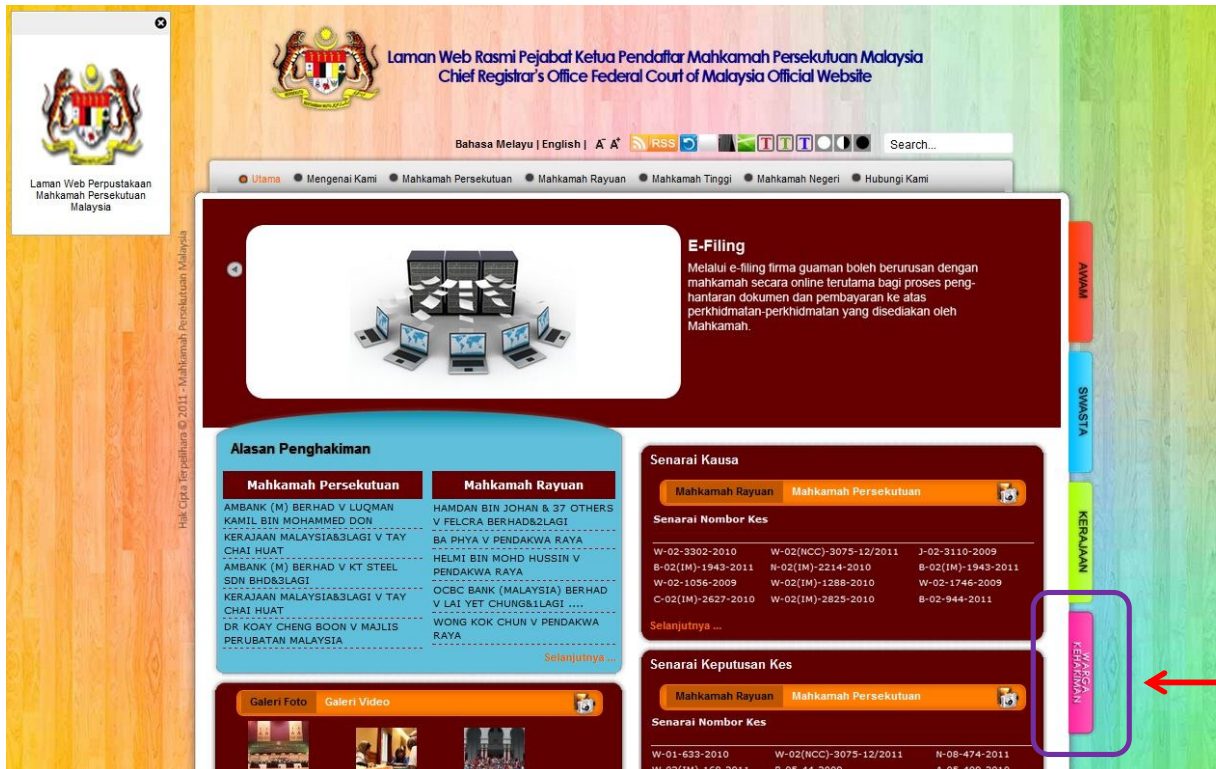 Laman Web Perpustakaan
Mahkamah Persekutuan
Malaysia
Laman Web Rasmi Pejabat Ketua Pendaftar Mahkamah Persekutuan Malaysia
Chief Registrar's Office Federal Court of Malaysia Official Website
Bahasa Melayu | English | A- A+ RSS T T T Search...
Utama Mengenai Kami Mahkamah Persekutuan Mahkamah Rayuan Mahkamah Tinggi Mahkamah Negeri Hubungi Kami
Hak Cipta Terpelihara © 2011 - Mahkamah Persekutuan Malaysia
E-Filing
Melalui e-filing firma guaman boleh berurusan dengan
mahkamah secara online terutama bagi proses peng-
hantaran dokumen dan pembayaran ke atas
perkhidmatan-perkhidmatan yang disediakan oleh
Mahkamah.
AWAM
SWASTA
KERAJAAN
WARGA
KEHAKIMAN
Alasan Penghakiman
Mahkamah Persekutuan
AMBANK (M) BERHAD V LUQMAN
KAMIL BIN MOHAMMED DON
KERAJAAN MALAYSIA&3LAGI V TAY
CHAI HUAT
AMBANK (M) BERHAD V KT STEEL
SDN BHD&3LAGI
KERAJAAN MALAYSIA&3LAGI V TAY
CHAI HUAT
DR KOAY CHENG BOON V MAJLIS
PERUBATAN MALAYSIA
Mahkamah Rayuan
HAMDAN BIN JOHAN & 37 OTHERS
V FELCRA BERHAD&2LAGI
BA PHYA V PENDAKWA RAYA
HELMI BIN MOHD HUSSIN V
PENDAKWA RAYA
OCBC BANK (MALAYSIA) BERHAD
V LAI YET CHUNG&1LAGI ....
WONG KOK CHUN V PENDAKWA
RAYA
Selanjutnya ...
Senarai Kausa
Mahkamah Rayuan Mahkamah Persekutuan
Senarai Nombor Kes
W-02-3302-2010 W-02(NCC)-3075-12/2011 J-02-3110-2009
B-02(IM)-1943-2011 N-02(IM)-2214-2010 B-02(IM)-1943-2011
W-02-1056-2009 W-02(IM)-1288-2010 W-02-1746-2009
C-02(IM)-2627-2010 W-02(IM)-2825-2010 B-02-944-2011
Selanjutnya ...
Galeri Foto Galeri Video
Senarai Keputusan Kes
Mahkamah Rayuan Mahkamah Persekutuan
Senarai Nombor Kes
W-01-633-2010 W-02(NCC)-3075-12/2011 N-08-474-2011